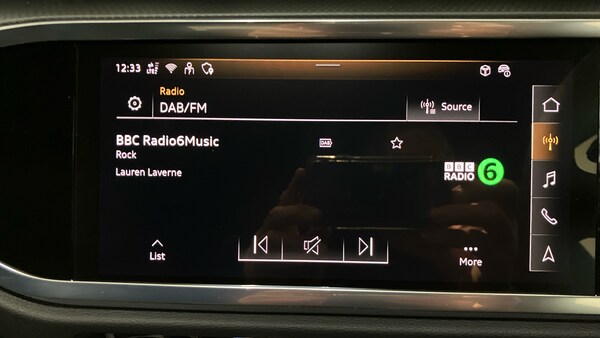 12:33 LTE
Radio
DAB/FM
Source
BBC Radio6Music
DAB
Rock
Lauren Laverne
BBC
RADIO 6
List
More